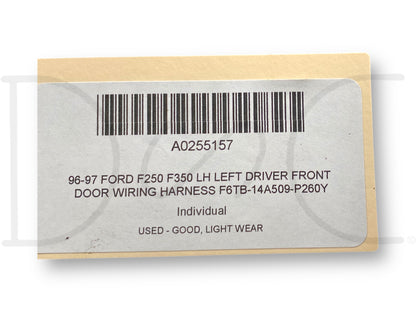 A0255157
96-97 FORD F250 F350 LH LEFT DRIVER FRONT
DOOR WIRING HARNESS F6TB-14A509-P260Y
Individual
USED - GOOD, LIGHT WEAR